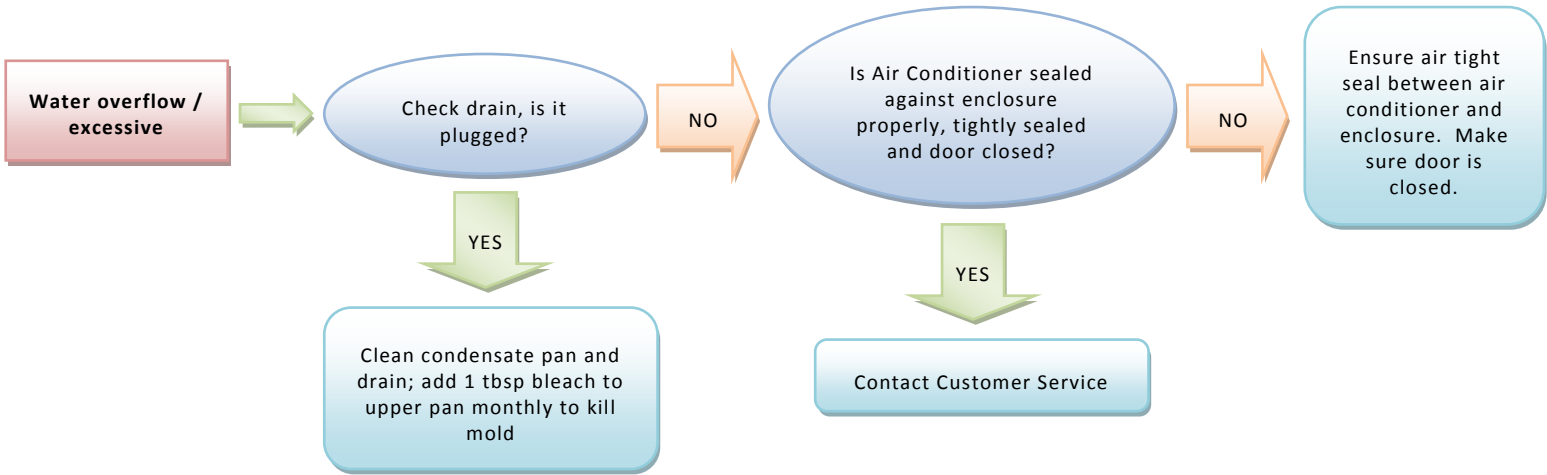 Water overflow /
excessive
Check drain, is it
plugged?
NO
Is Air Conditioner sealed
against enclosure
properly, tightly sealed
and door closed?
NO
Ensure air tight
seal between air
conditioner and
enclosure.  Make
sure door is
closed.
YES
Clean condensate pan and
drain; add 1 tbsp bleach to
upper pan monthly to kill
mold
YES
Contact Customer Service